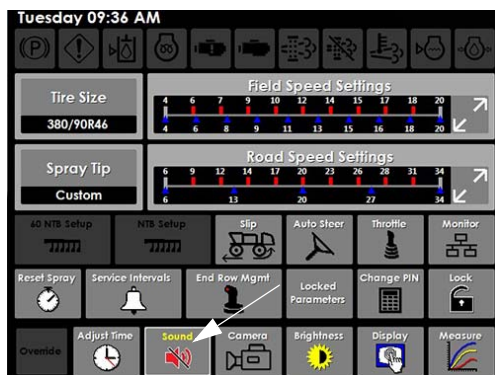 Tuesday 09:36 AM
Tire Size
380/90R46
Field Speed Settings
4 6 7 9 10 12 14 15 17 18 20
4 6 8 9 11 13 15 16 18 20
Spray Tip
Custom
Road Speed Settings
6 9 12 14 17 20 23 26 28 31 34
6 13 20 27 34
60 NTB Setup
NTB Setup
Slip
Auto Steer
Throttle
Monitor
Reset Spray
Service Intervals
End Row Mgmt
Locked
Parameters
Change PIN
Lock
Override
Adjust Time
Sound
Camera
Brightness
Display
Measure